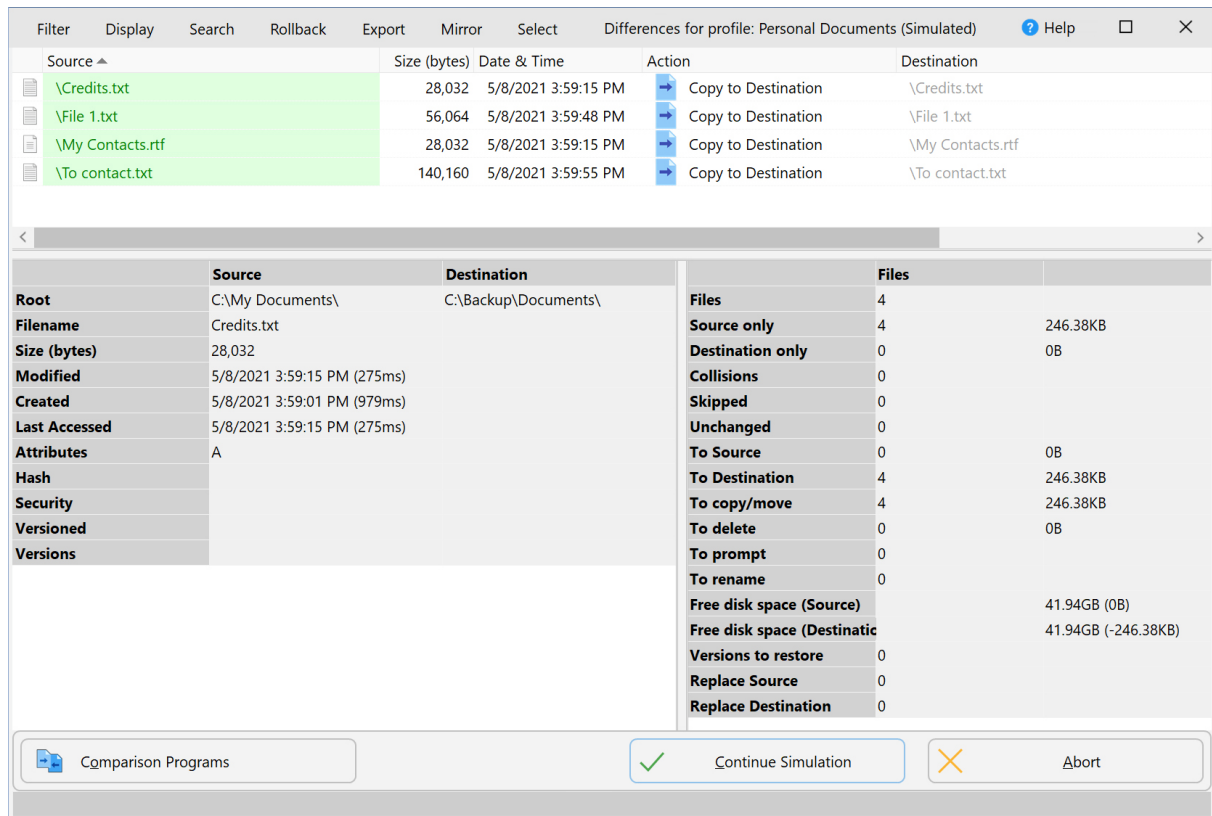 Filter Display Search Rollback Export Mirror Select Differences for profile: Personal Documents (Simulated) ? Help
Source Size (bytes) Date & Time Action Destination
\Credits.txt 28,032 5/8/2021 3:59:15 PM Copy to Destination \Credits.txt
\File 1.txt 56,064 5/8/2021 3:59:48 PM Copy to Destination \File 1.txt
\My Contacts.rtf 28,032 5/8/2021 3:59:15 PM Copy to Destination \My Contacts.rtf
\To contact.txt 140,160 5/8/2021 3:59:55 PM Copy to Destination \To contact.txt
Source Destination
Root C:\My Documents\ C:\Backup\Documents\
Filename Credits.txt
Size (bytes) 28,032
Modified 5/8/2021 3:59:15 PM (275ms)
Created 5/8/2021 3:59:01 PM (979ms)
Last Accessed 5/8/2021 3:59:15 PM (275ms)
Attributes A
Hash
Security
Versioned
Versions
Files
Files 4
Source only 4 246.38KB
Destination only 0 0B
Collisions 0
Skipped 0
Unchanged 0
To Source 0 0B
To Destination 4 246.38KB
To copy/move 4 246.38KB
To delete 0 0B
To prompt 0
To rename 0
Free disk space (Source) 41.94GB (0B)
Free disk space (Destinatic 41.94GB (-246.38KB)
Versions to restore 0
Replace Source 0
Replace Destination 0
Comparison Programs Continue Simulation Abort